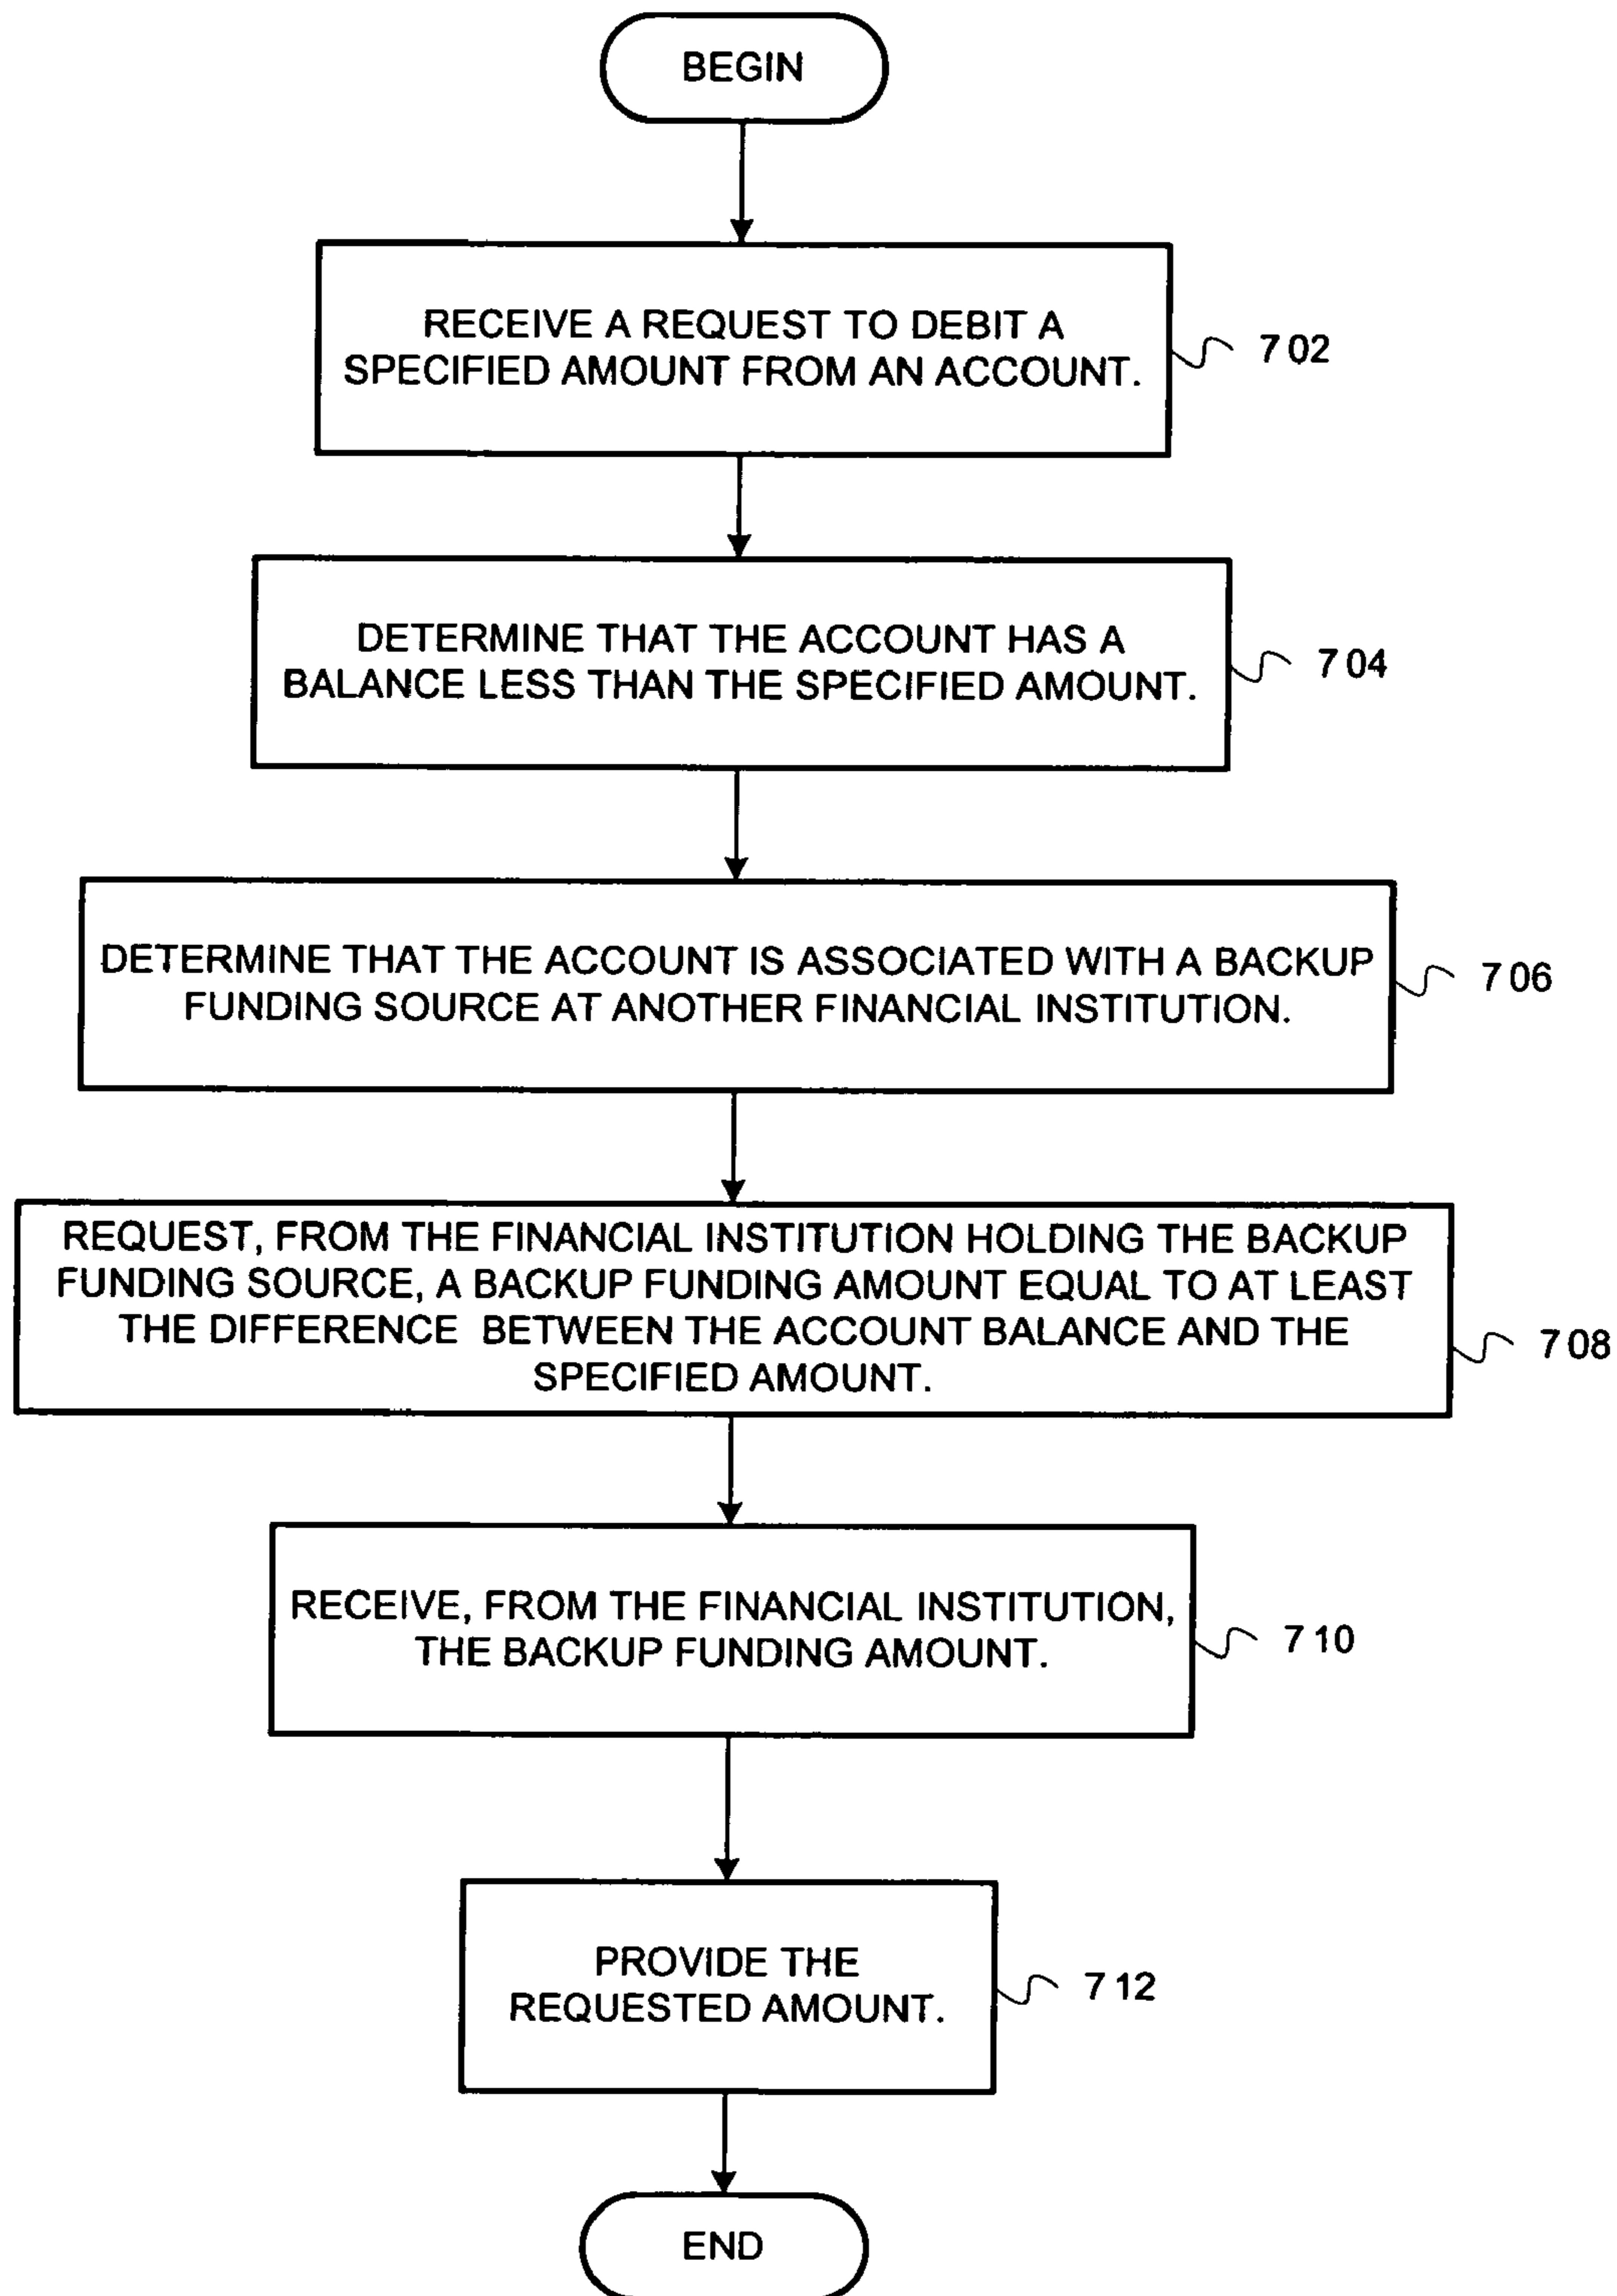 BEGIN
RECEIVE A REQUEST TO DEBIT A
SPECIFIED AMOUNT FROM AN ACCOUNT.
702
DETERMINE THAT THE ACCOUNT HAS A
BALANCE LESS THAN THE SPECIFIED AMOUNT.
704
DETERMINE THAT THE ACCOUNT IS ASSOCIATED WITH A BACKUP
FUNDING SOURCE AT ANOTHER FINANCIAL INSTITUTION.
706
REQUEST, FROM THE FINANCIAL INSTITUTION HOLDING THE BACKUP
FUNDING SOURCE, A BACKUP FUNDING AMOUNT EQUAL TO AT LEAST
THE DIFFERENCE BETWEEN THE ACCOUNT BALANCE AND THE
SPECIFIED AMOUNT.
708
RECEIVE, FROM THE FINANCIAL INSTITUTION,
THE BACKUP FUNDING AMOUNT.
710
PROVIDE THE
REQUESTED AMOUNT.
712
END